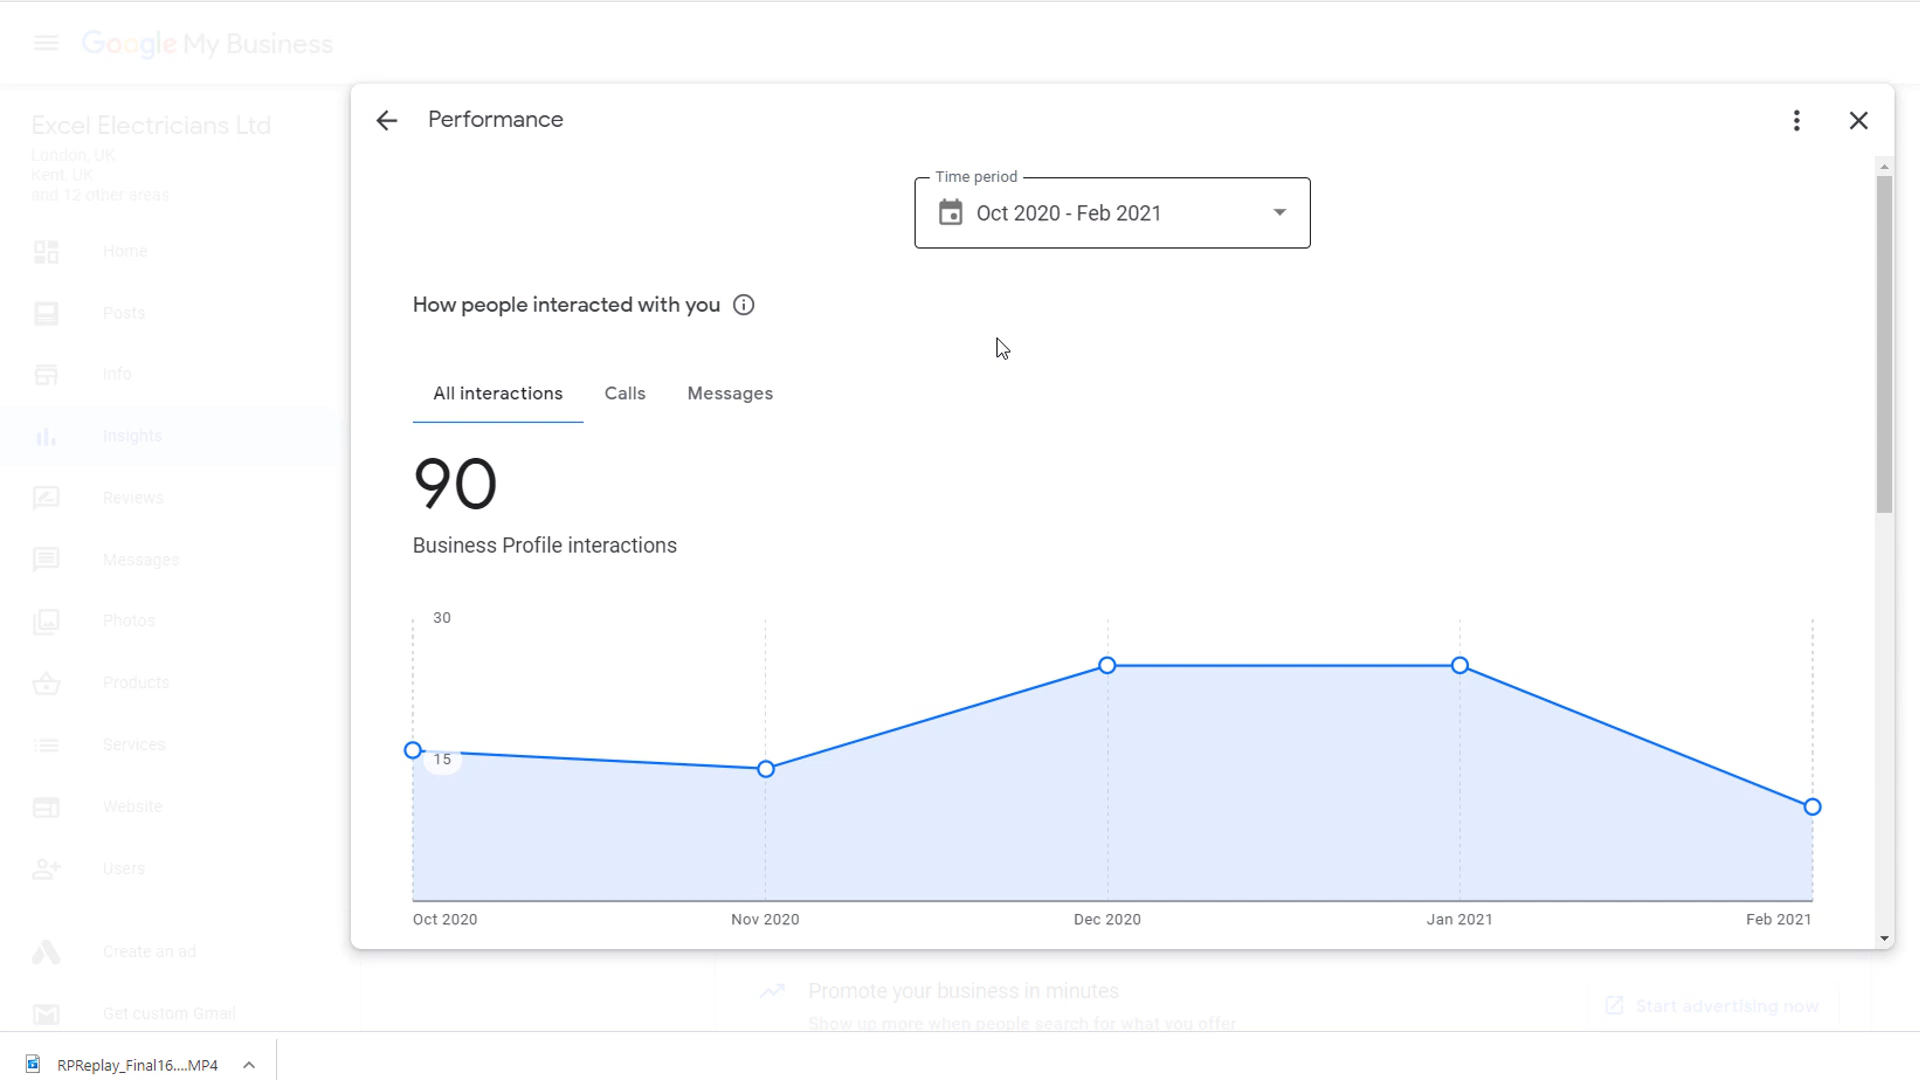 Google My Business
Excel Electricians Ltd
London, UK
Kent, UK
and 12 other areas
Home
Posts
Info
Insights
Reviews
Messages
Photos
Products
Services
Website
Users
Create an ad
Get custom Gmail
Performance
Time period
Oct 2020 - Feb 2021
How people interacted with you
All interactions Calls Messages
90
Business Profile interactions
30
15
Oct 2020 Nov 2020 Dec 2020 Jan 2021 Feb 2021
Promote your business in minutes
Show up more when people search for what you offer
Start advertising now
RPReplay_Final16....MP4